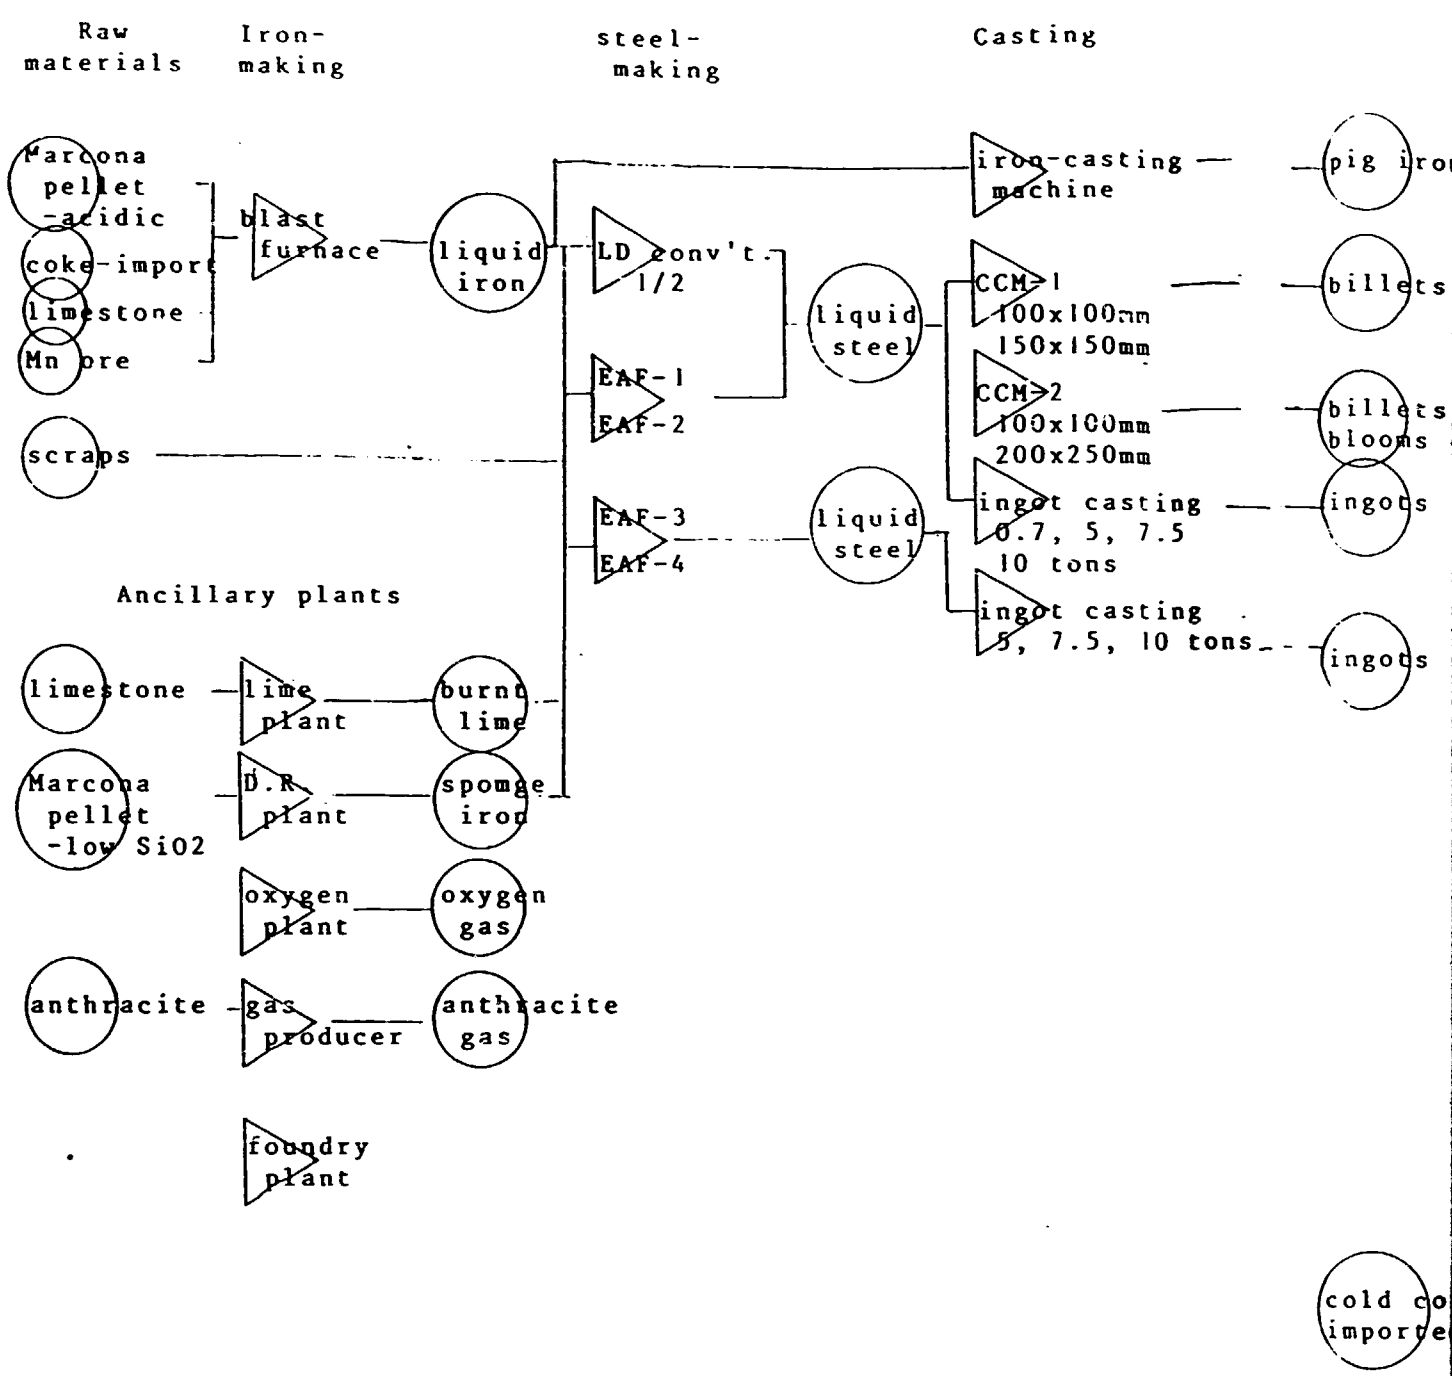 Raw
materials
Iron-
making
steel-
making
Casting
Marcona
pellet
-acidic
coke-import
limestone
Mn ore
scraps
blast
furnace
liquid
iron
LD conv't.
1/2
EAF-1
EAF-2
EAF-3
EAF-4
liquid
steel
liquid
steel
iron-casting
machine
CCM-1
100x100mm
150x150mm
CCM-2
100x100mm
200x250mm
ingot casting
0.7, 5, 7.5
10 tons
ingot casting
5, 7.5, 10 tons
pig iron
billets
billets
blooms
ingots
ingots
Ancillary plants
limestone
lime
plant
burnt
lime
Marcona
pellet
-low SiO2
D.R.
plant
spomge
iron
oxygen
plant
oxygen
gas
anthracite
gas
producer
anthracite
gas
foundry
plant
cold co
importe